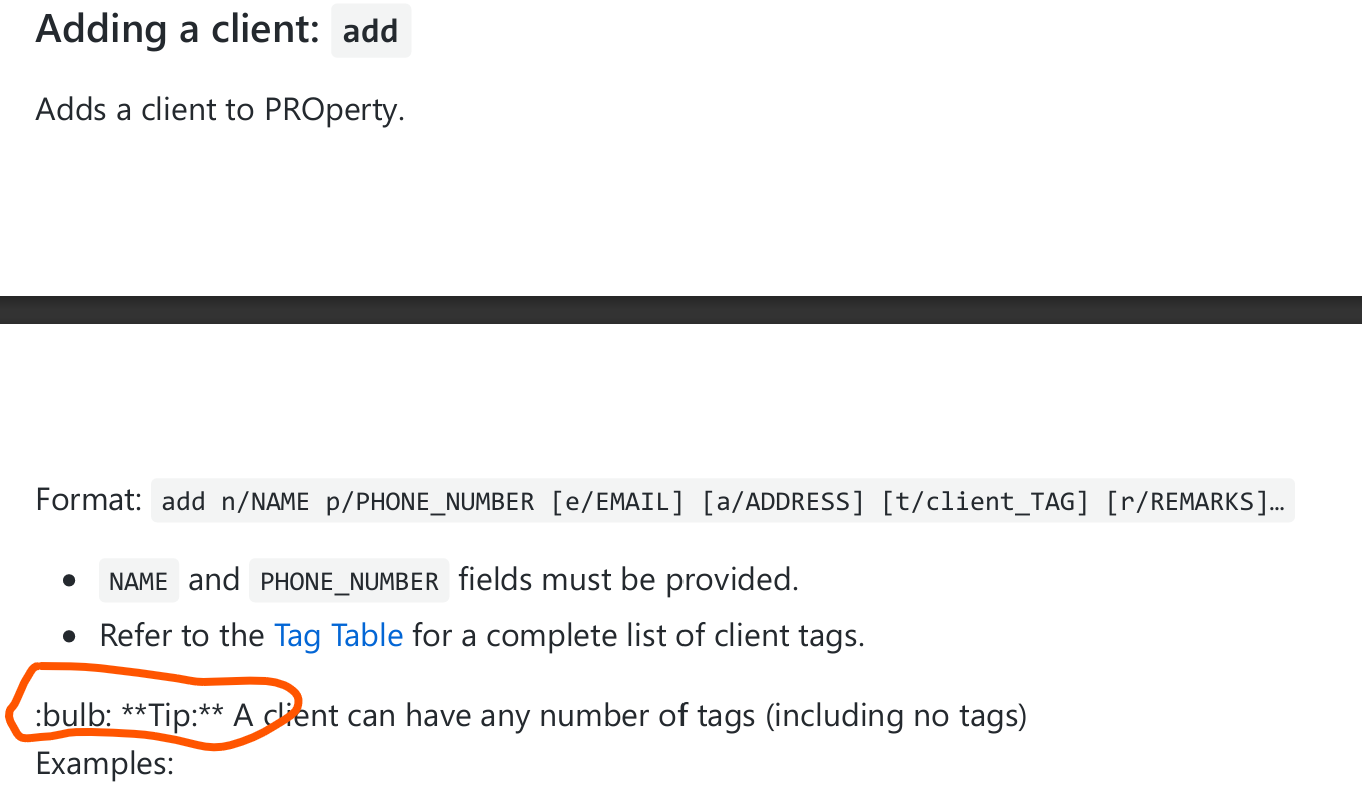 Adding a client: add
Adds a client to PROperty.
Format: add n/NAME p/PHONE_NUMBER [e/EMAIL] [a/ADDRESS] [t/client_TAG] [r/REMARKS]…
NAME and PHONE_NUMBER fields must be provided.
Refer to the Tag Table for a complete list of client tags.
:bulb: **Tip:** A client can have any number of tags (including no tags)
Examples: